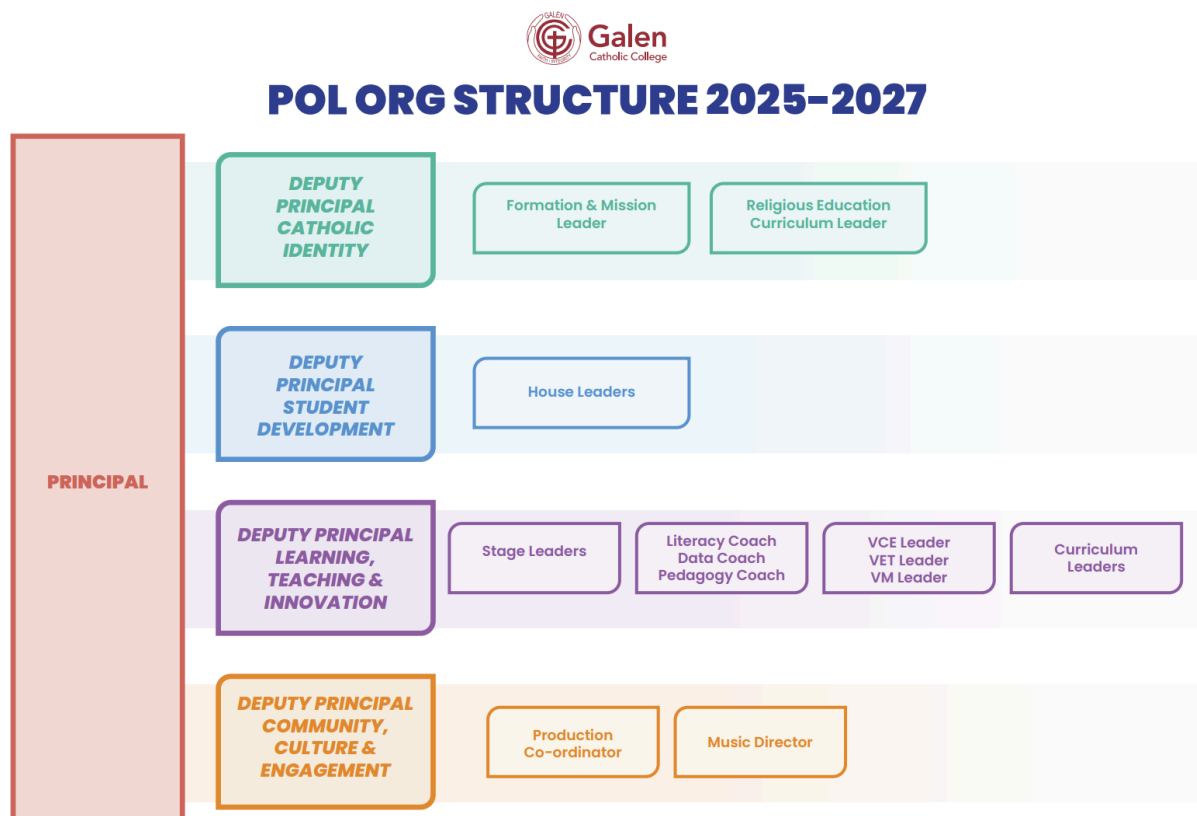 GALEN
Galen
Catholic College
POL ORG STRUCTURE 2025-2027
PRINCIPAL
DEPUTY
PRINCIPAL
CATHOLIC
IDENTITY
Formation & Mission
Leader
Religious Education
Curriculum Leader
DEPUTY
PRINCIPAL
STUDENT
DEVELOPMENT
House Leaders
DEPUTY PRINCIPAL
LEARNING,
TEACHING &
INNOVATION
Stage Leaders
Literacy Coach
Data Coach
Pedagogy Coach
VCE Leader
VET Leader
VM Leader
Curriculum
Leaders
DEPUTY PRINCIPAL
COMMUNITY,
CULTURE &
ENGAGEMENT
Production
Co-ordinator
Music Director